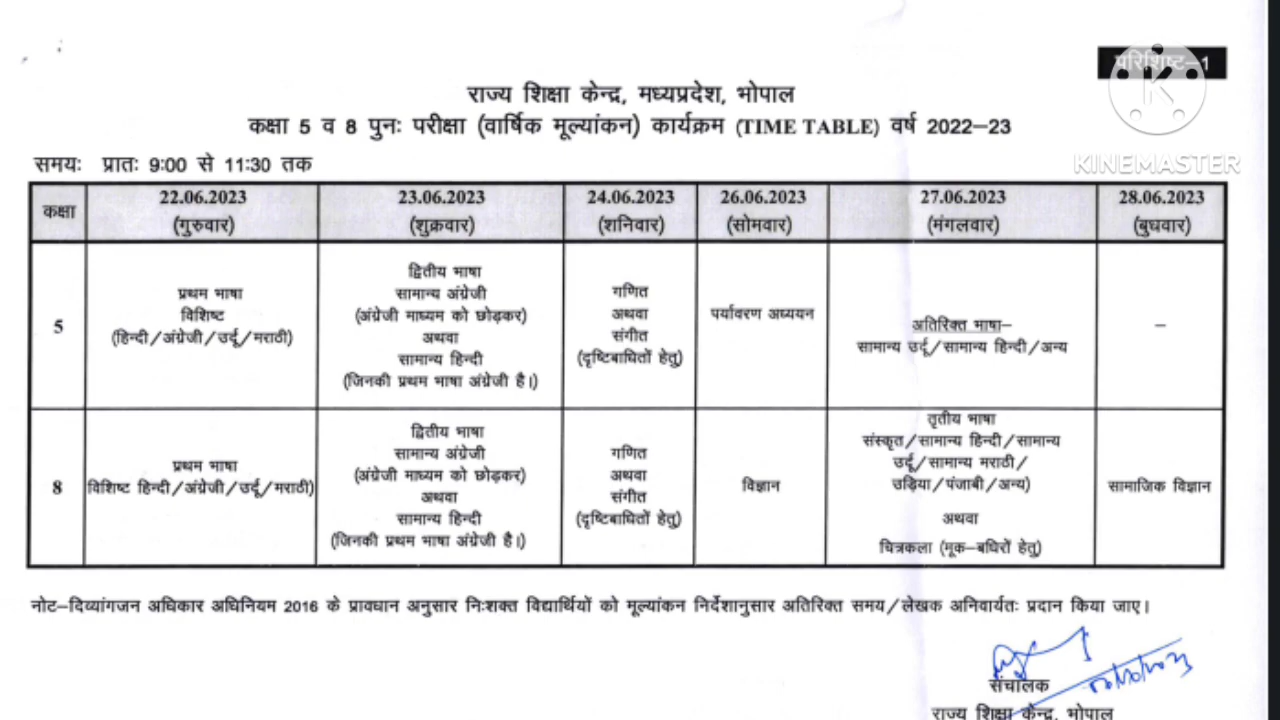 परिशिष्ट–1
KINEMASTER
राज्य शिक्षा केन्द्र, मध्यप्रदेश, भोपाल
कक्षा 5 व 8 पुनः परीक्षा (वार्षिक मूल्यांकन) कार्यक्रम (TIME TABLE) वर्ष 2022–23
समयः प्रातः 9:00 से 11:30 तक
कक्षा
22.06.2023
(गुरुवार)
23.06.2023
(शुक्रवार)
24.06.2023
(शनिवार)
26.06.2023
(सोमवार)
27.06.2023
(मंगलवार)
28.06.2023
(बुधवार)
5
प्रथम भाषा
विशिष्ट
(हिन्दी/अंग्रेजी/उर्दू/मराठी)
द्वितीय भाषा
सामान्य अंग्रेजी
(अंग्रेजी माध्यम को छोड़कर)
अथवा
सामान्य हिन्दी
(जिनकी प्रथम भाषा अंग्रेजी है।)
गणित
अथवा
संगीत
(दृष्टिबाधितों हेतु)
पर्यावरण अध्ययन
अतिरिक्त भाषा–
सामान्य उर्दू/सामान्य हिन्दी/अन्य
–
8
प्रथम भाषा
विशिष्ट हिन्दी/अंग्रेजी/उर्दू/मराठी)
द्वितीय भाषा
सामान्य अंग्रेजी
(अंग्रेजी माध्यम को छोड़कर)
अथवा
सामान्य हिन्दी
(जिनकी प्रथम भाषा अंग्रेजी है।)
गणित
अथवा
संगीत
(दृष्टिबाधितों हेतु)
विज्ञान
तृतीय भाषा
संस्कृत/सामान्य हिन्दी/सामान्य
उर्दू/सामान्य मराठी/
उड़िया/पंजाबी/अन्य)
अथवा
चित्रकला (मूक–बधिरों हेतु)
सामाजिक विज्ञान
नोट–दिव्यांगजन अधिकार अधिनियम 2016 के प्रावधान अनुसार निःशक्त विद्यार्थियों को मूल्यांकन निर्देशानुसार अतिरिक्त समय/लेखक अनिवार्यतः प्रदान किया जाए।
संचालक
राज्य शिक्षा केन्द्र, भोपाल